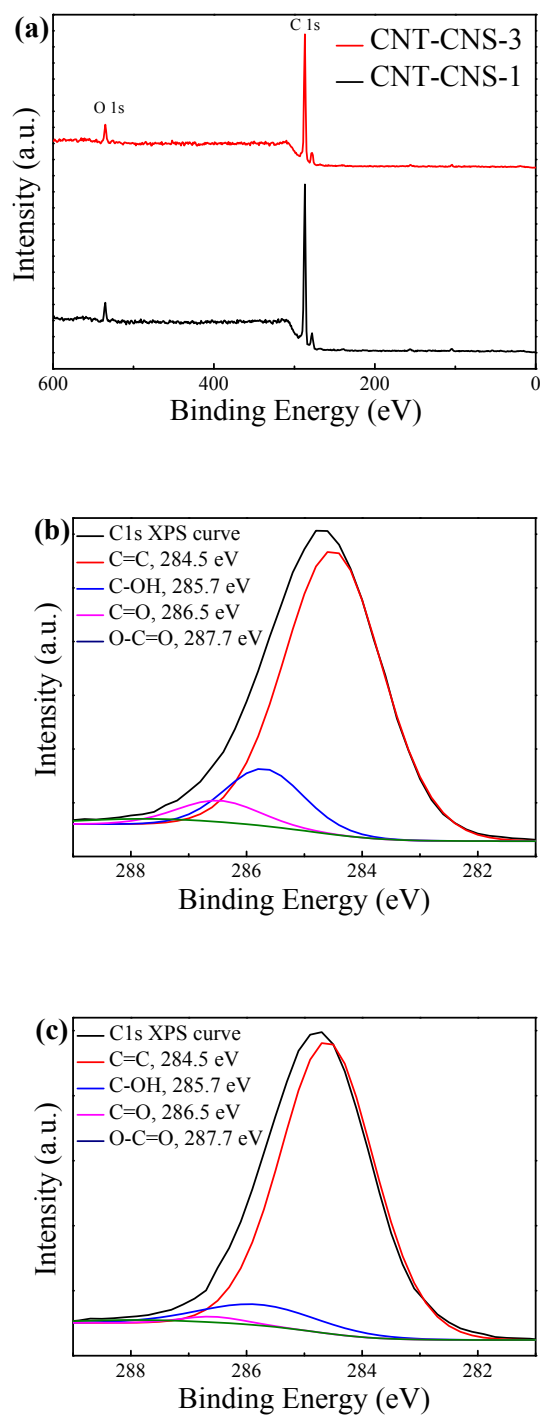 (a)
C 1s
CNT-CNS-3
CNT-CNS-1
O 1s
Intensity (a.u.)
600
400
200
0
Binding Energy (eV)
(b)
C1s XPS curve
C=C, 284.5 eV
C-OH, 285.7 eV
C=O, 286.5 eV
O-C=O, 287.7 eV
Intensity (a.u.)
288
286
284
282
Binding Energy (eV)
(c)
C1s XPS curve
C=C, 284.5 eV
C-OH, 285.7 eV
C=O, 286.5 eV
O-C=O, 287.7 eV
Intensity (a.u.)
288
286
284
282
Binding Energy (eV)